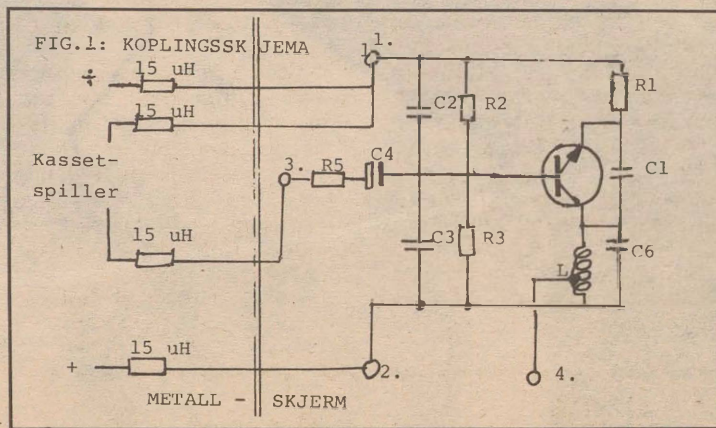 FIG.1: KOPLINGSSKJEMA
1.
1
15 uH
÷
15 uH
R1
C2
R2
Kasset-
spiller
3.
R5
C4
C1
15 uH
C3
R3
C6
L
15 uH
+
2.
4.
METALL - SKJERM